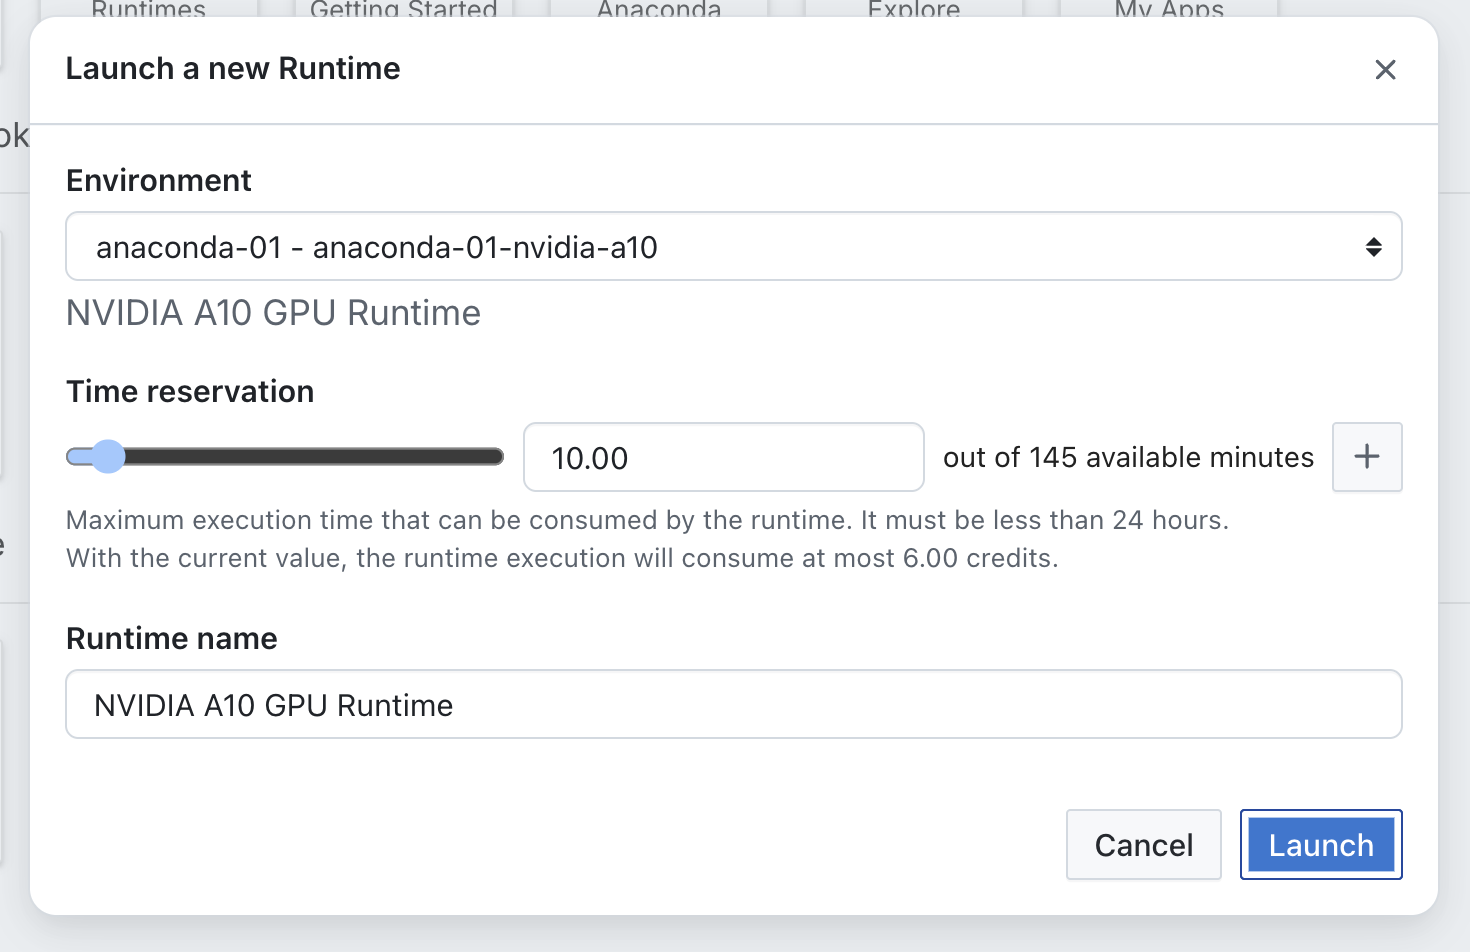 Runtimes
Getting Started
Anaconda
Explore
My Apps
Launch a new Runtime
ok
Environment
anaconda-01 - anaconda-01-nvidia-a10
NVIDIA A10 GPU Runtime
Time reservation
10.00
out of 145 available minutes
Maximum execution time that can be consumed by the runtime. It must be less than 24 hours.
With the current value, the runtime execution will consume at most 6.00 credits.
Runtime name
NVIDIA A10 GPU Runtime
Cancel
Launch